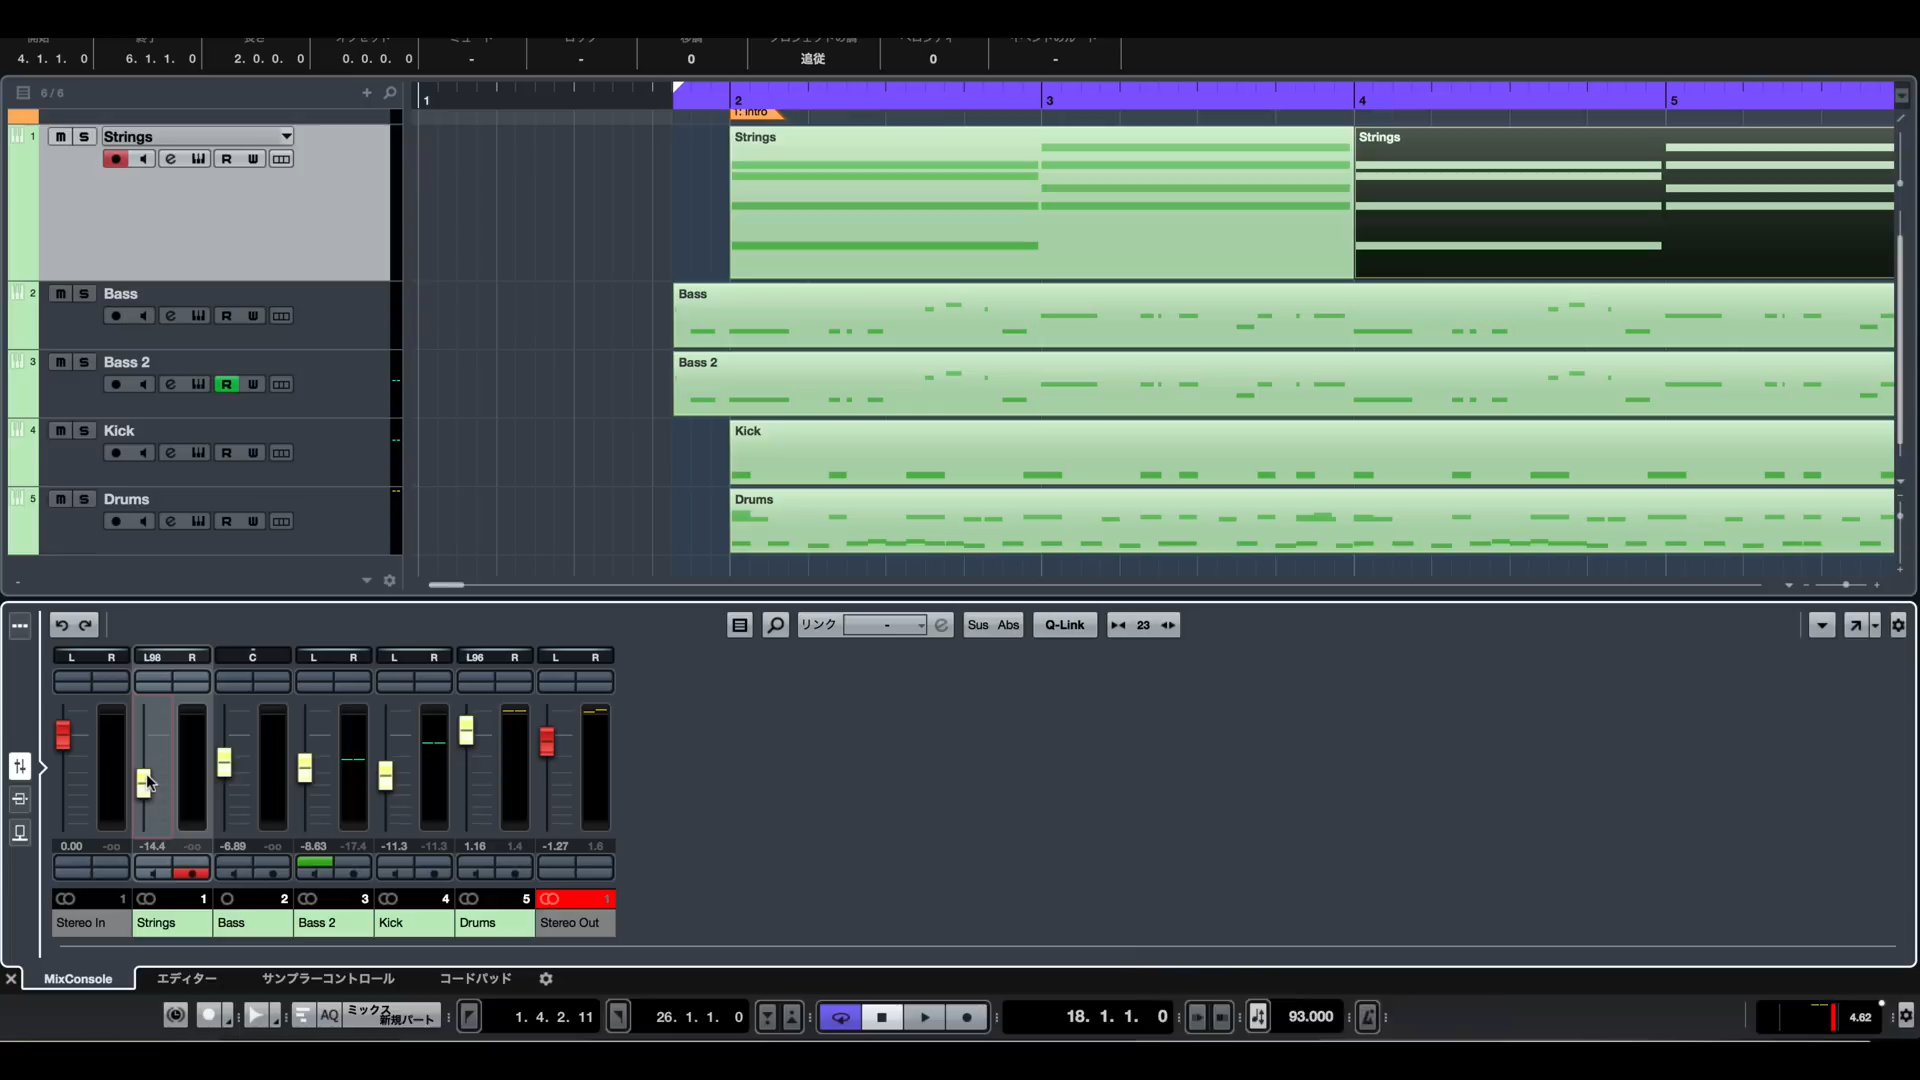 4. 1. 1. 0
6. 1. 1. 0
2. 0. 0. 0
0. 0. 0. 0
-
-
0
追従
0
-
6 / 6
1
2
3
4
5
1: Intro
1
m
S
Strings
R
W
Strings
Strings
2
m
S
Bass
R
W
Bass
3
m
S
Bass 2
R
W
Bass 2
4
m
S
Kick
R
W
Kick
5
m
S
Drums
R
W
Drums
-
リンク
-
Sus Abs
Q-Link
23
L R
L98 R
C
L R
L R
L96 R
L R
0.00 -oo
-14.4 -oo
-6.89 -oo
-8.63 -17.4
-11.3 -11.3
1.16 1.4
-1.27 1.6
1
1
2
3
4
5
1
Stereo In
Strings
Bass
Bass 2
Kick
Drums
Stereo Out
MixConsole
エディター
サンプラーコントロール
コードパッド
AQ
ミックス
新規パート
1. 4. 2. 11
26. 1. 1. 0
18. 1. 1. 0
93.000
4.62